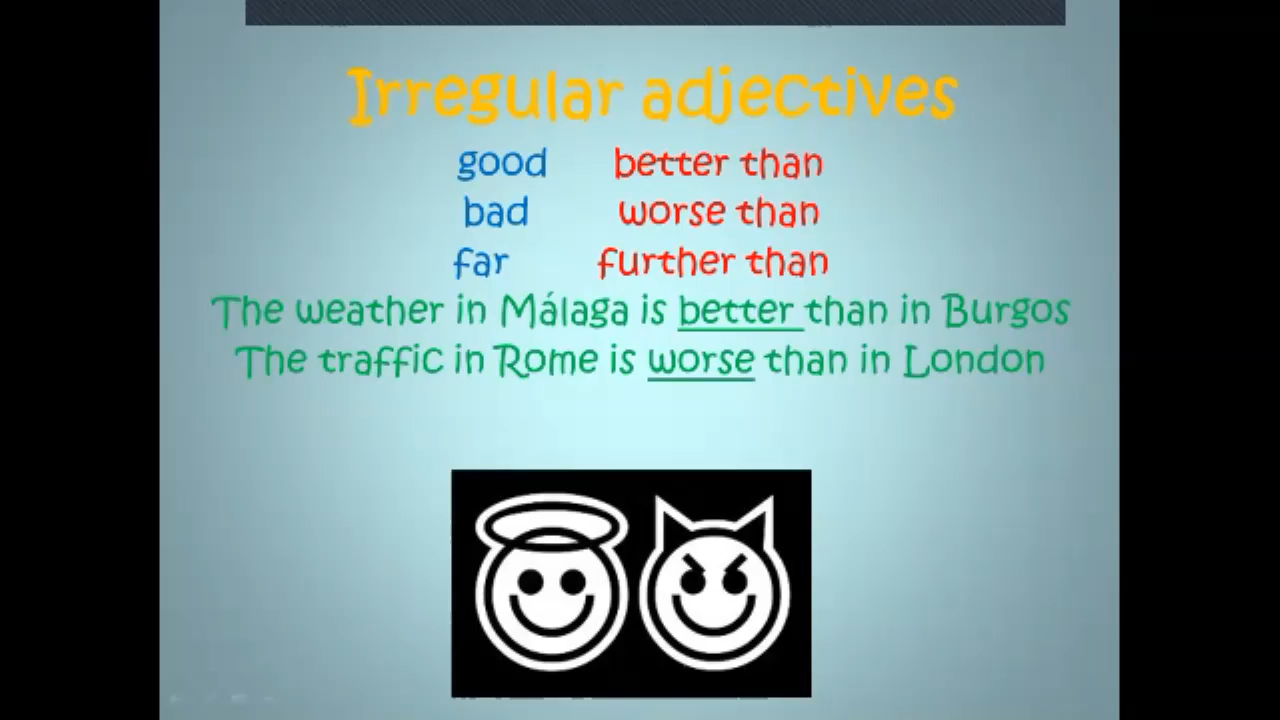 Irregular adjectives
good better than
bad worse than
far further than
The weather in Málaga is better than in Burgos
The traffic in Rome is worse than in London